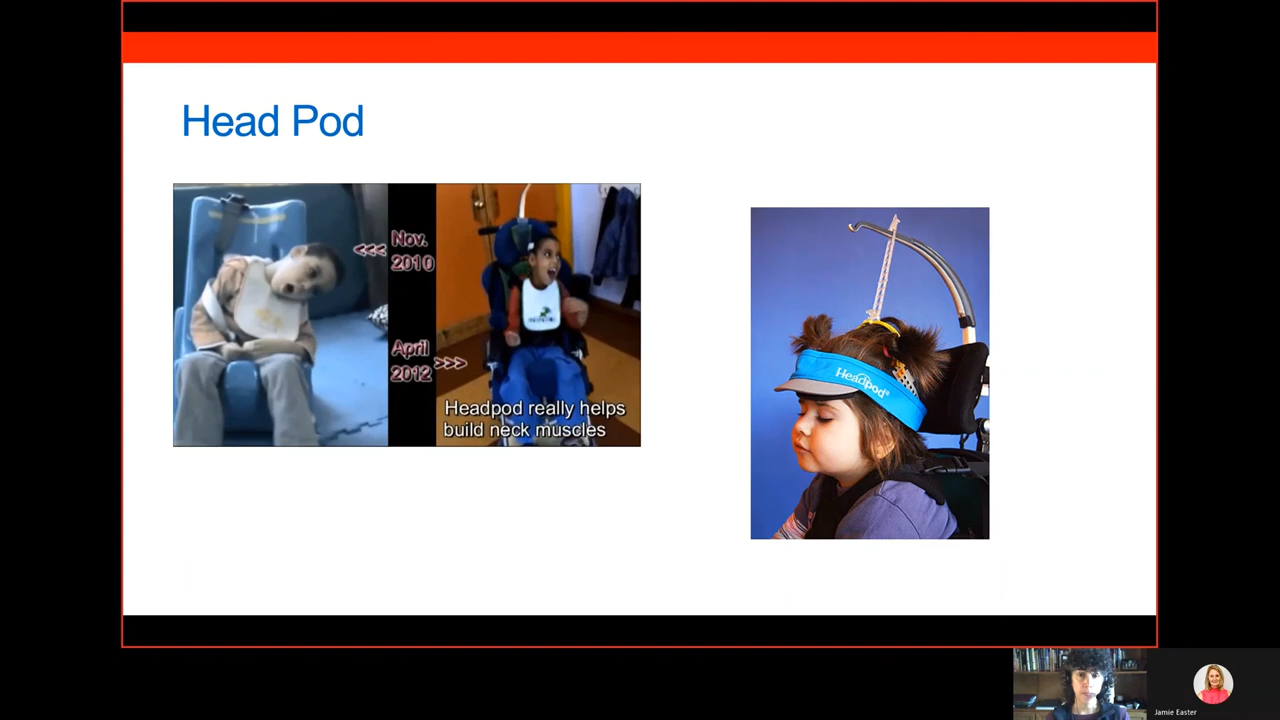 Head Pod
<<< Nov.
2010
April
2012 >>>
Headpod really helps
build neck muscles
Headpod®
Jamie Easter